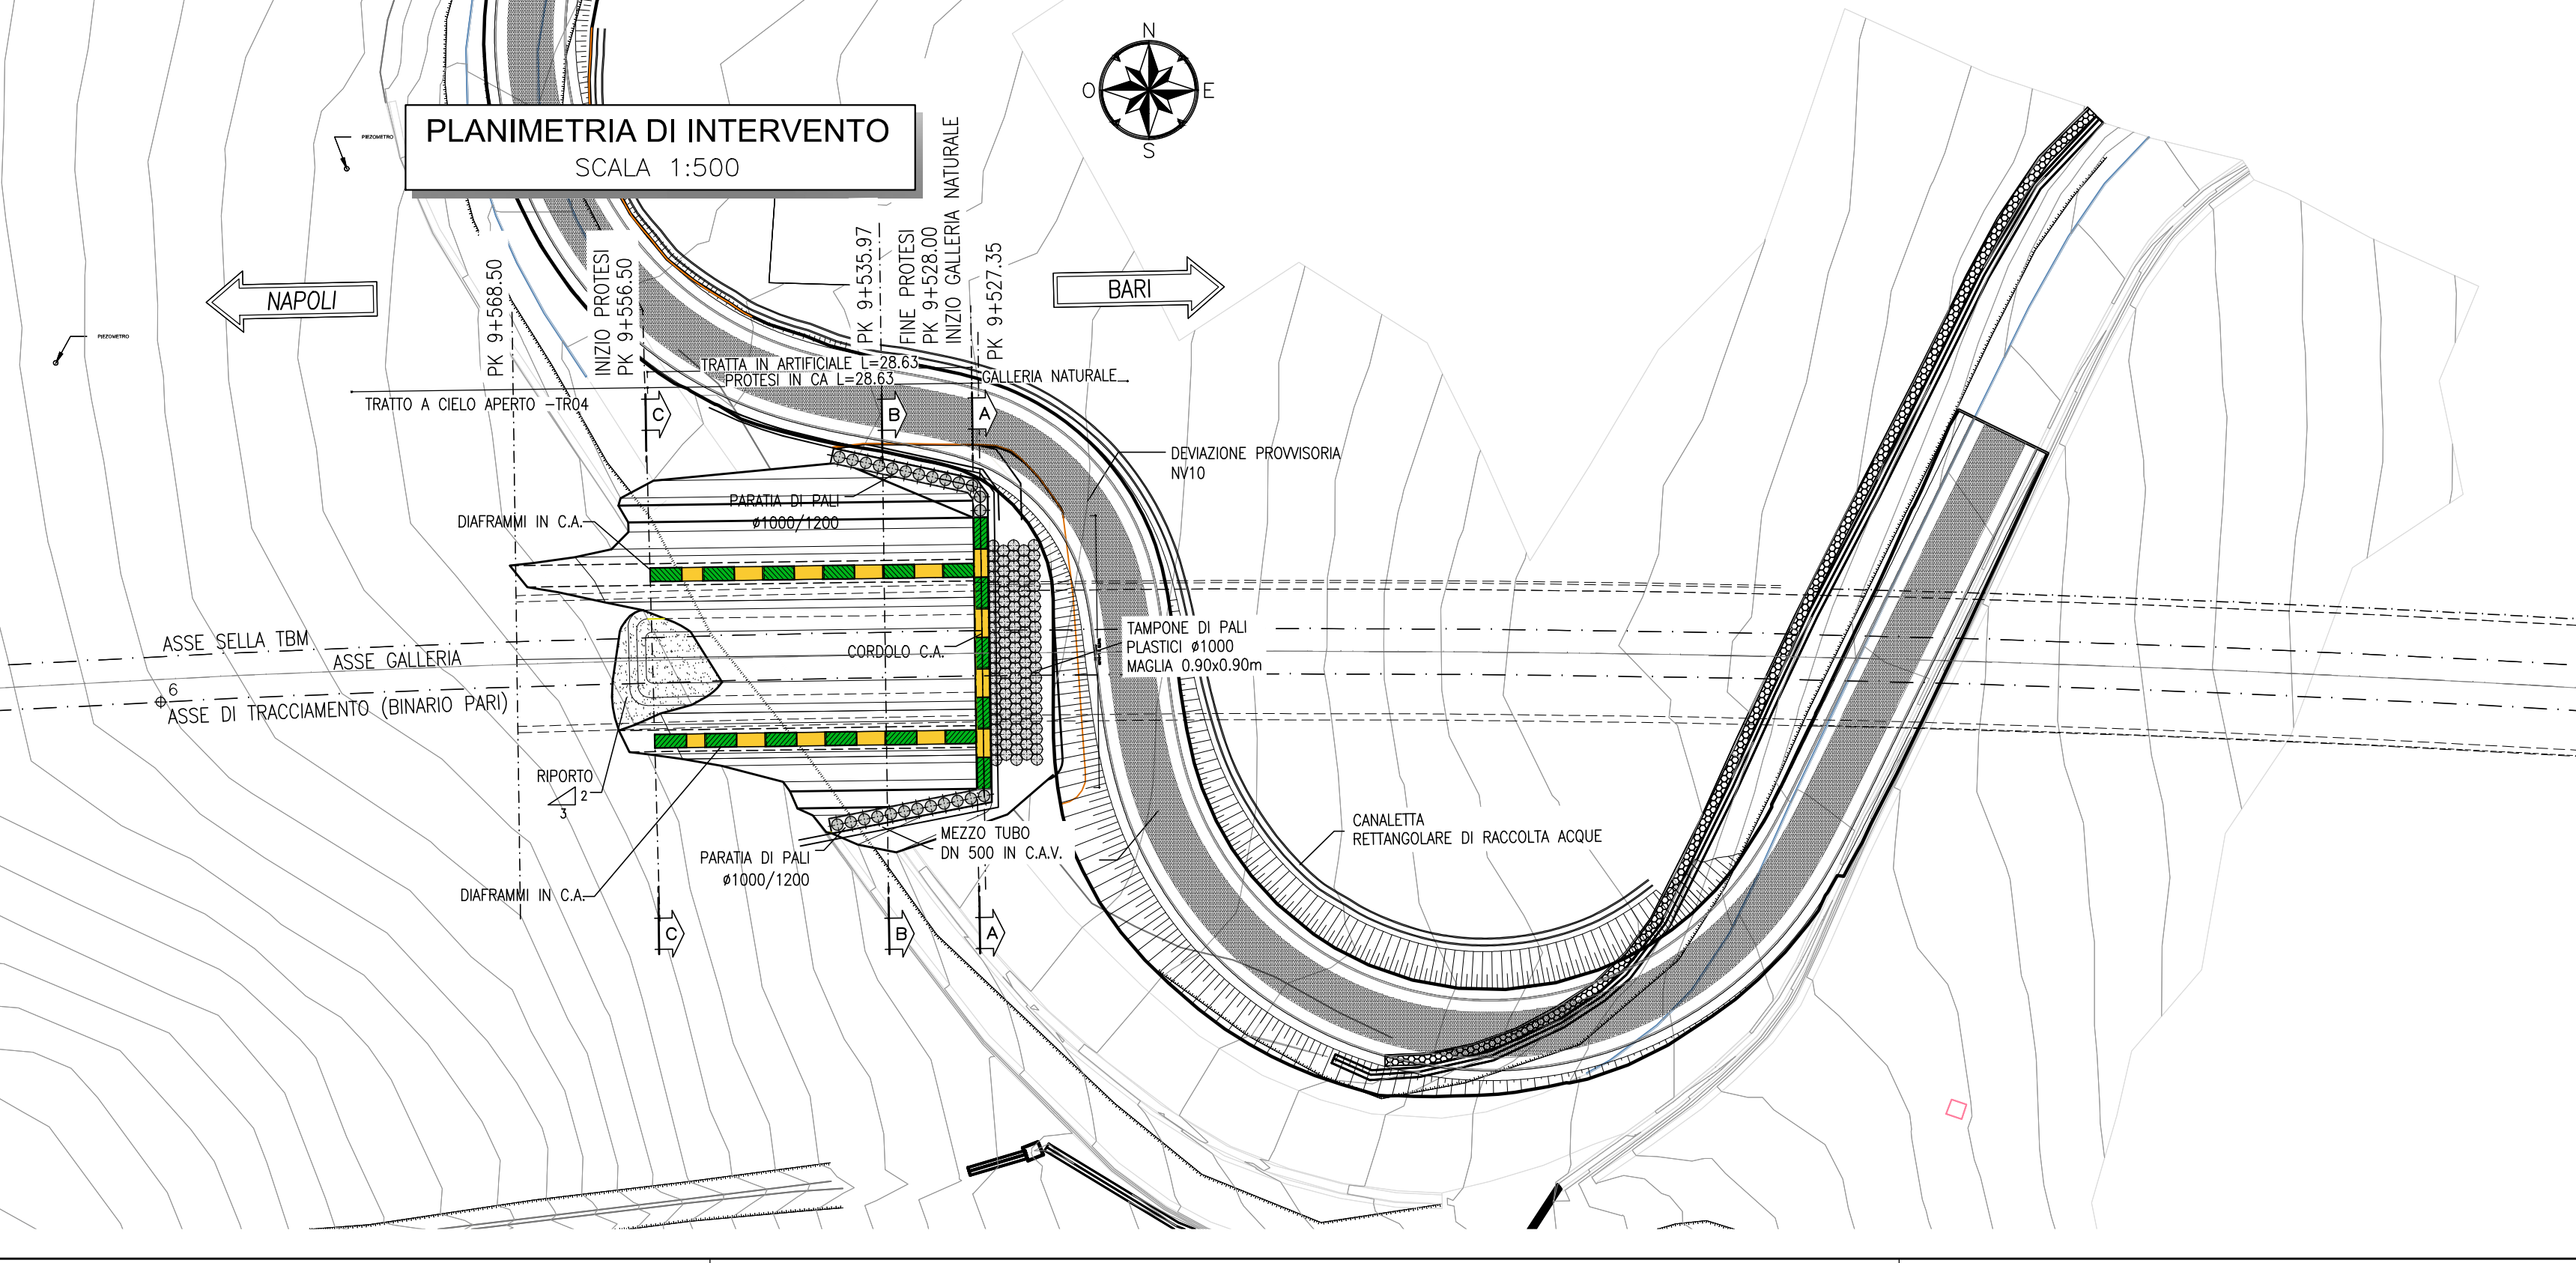 N
O
E
S
PIEZOMETRO
PLANIMETRIA DI INTERVENTO
SCALA 1:500
NAPOLI
BARI
PIEZOMETRO
PK 9+568.50
INIZIO PROTESI
PK 9+556.50
PK 9+535.97
FINE PROTESI
PK 9+528.00
INIZIO GALLERIA NATURALE
PK 9+527.35
TRATTA IN ARTIFICIALE L=28.63
PROTESI IN CA L=28.63
GALLERIA NATURALE
TRATTO A CIELO APERTO -TR04
C
B
A
DEVIAZIONE PROVVISORIA
NV10
PARATIA DI PALI
ø1000/1200
DIAFRAMMI IN C.A.
ASSE SELLA TBM
ASSE GALLERIA
6
ASSE DI TRACCIAMENTO (BINARIO PARI)
CORDOLO C.A.
TAMPONE DI PALI
PLASTICI ø1000
MAGLIA 0.90x0.90m
RIPORTO
2
3
MEZZO TUBO
DN 500 IN C.A.V.
CANALETTA
RETTANGOLARE DI RACCOLTA ACQUE
PARATIA DI PALI
ø1000/1200
DIAFRAMMI IN C.A.
C
B
A